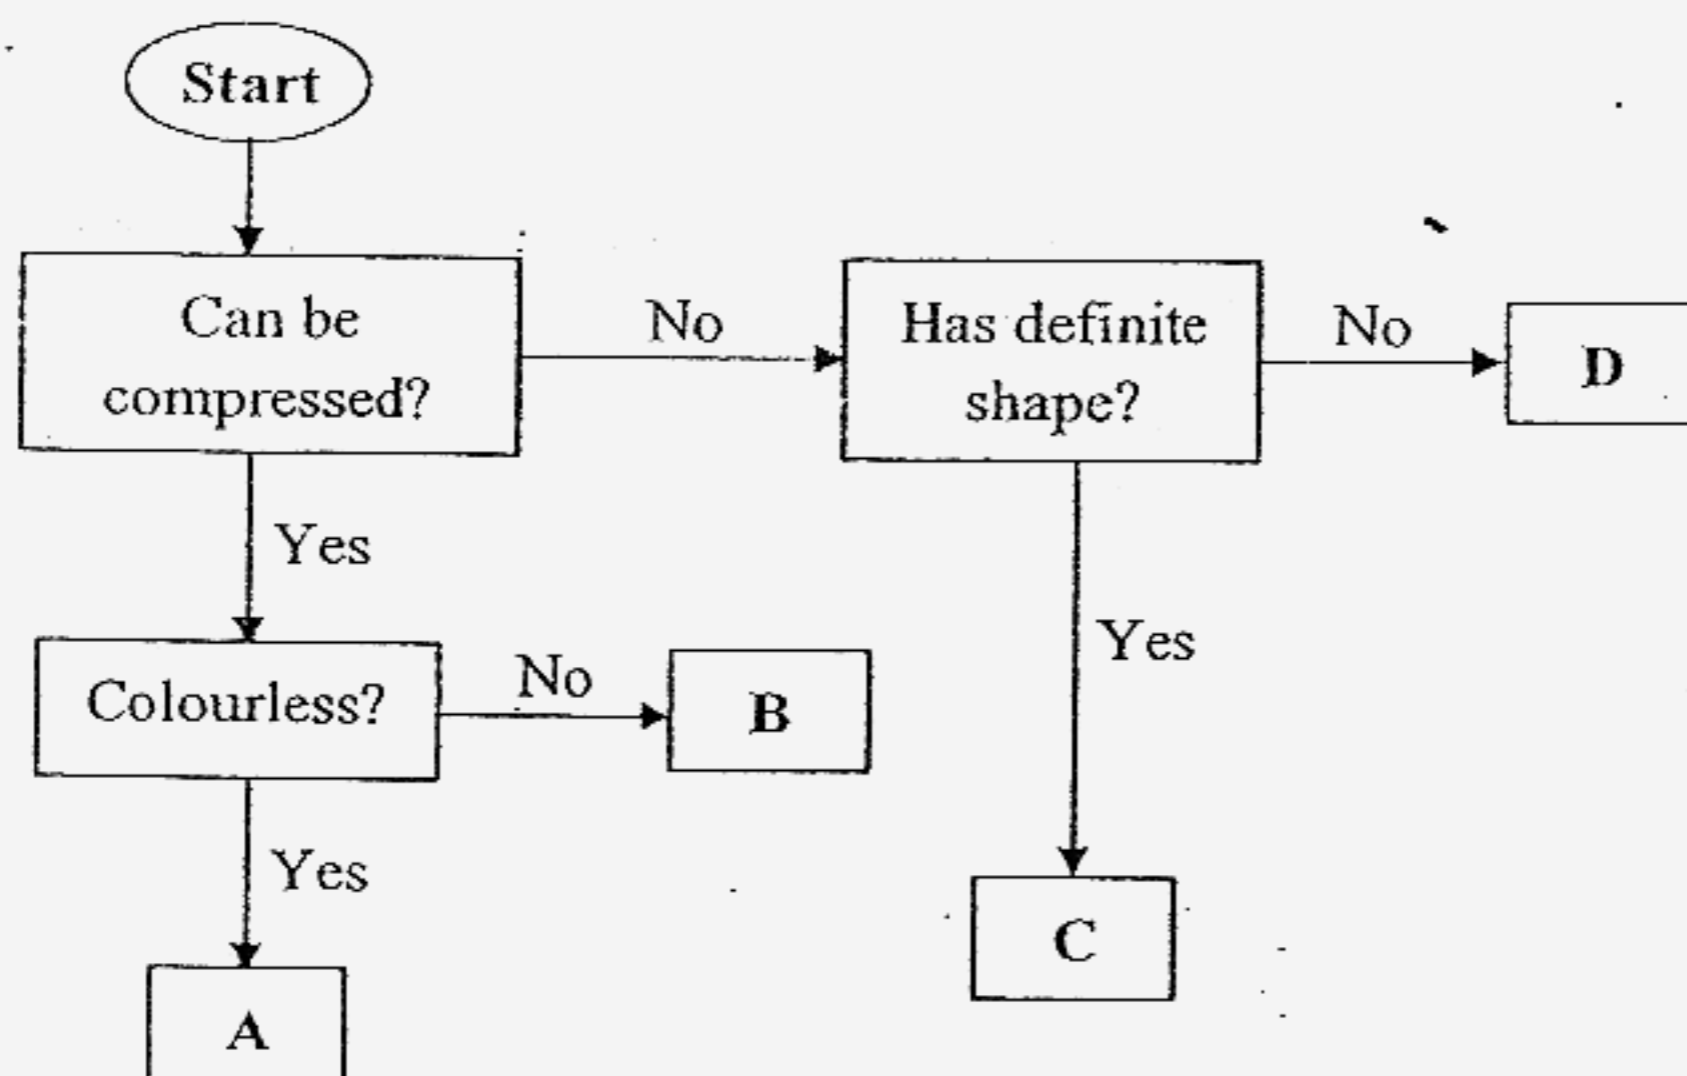 Start
Can be
compressed?
No
Has definite
shape?
No
D
Yes
Yes
Colourless?
No
B
Yes
C
A